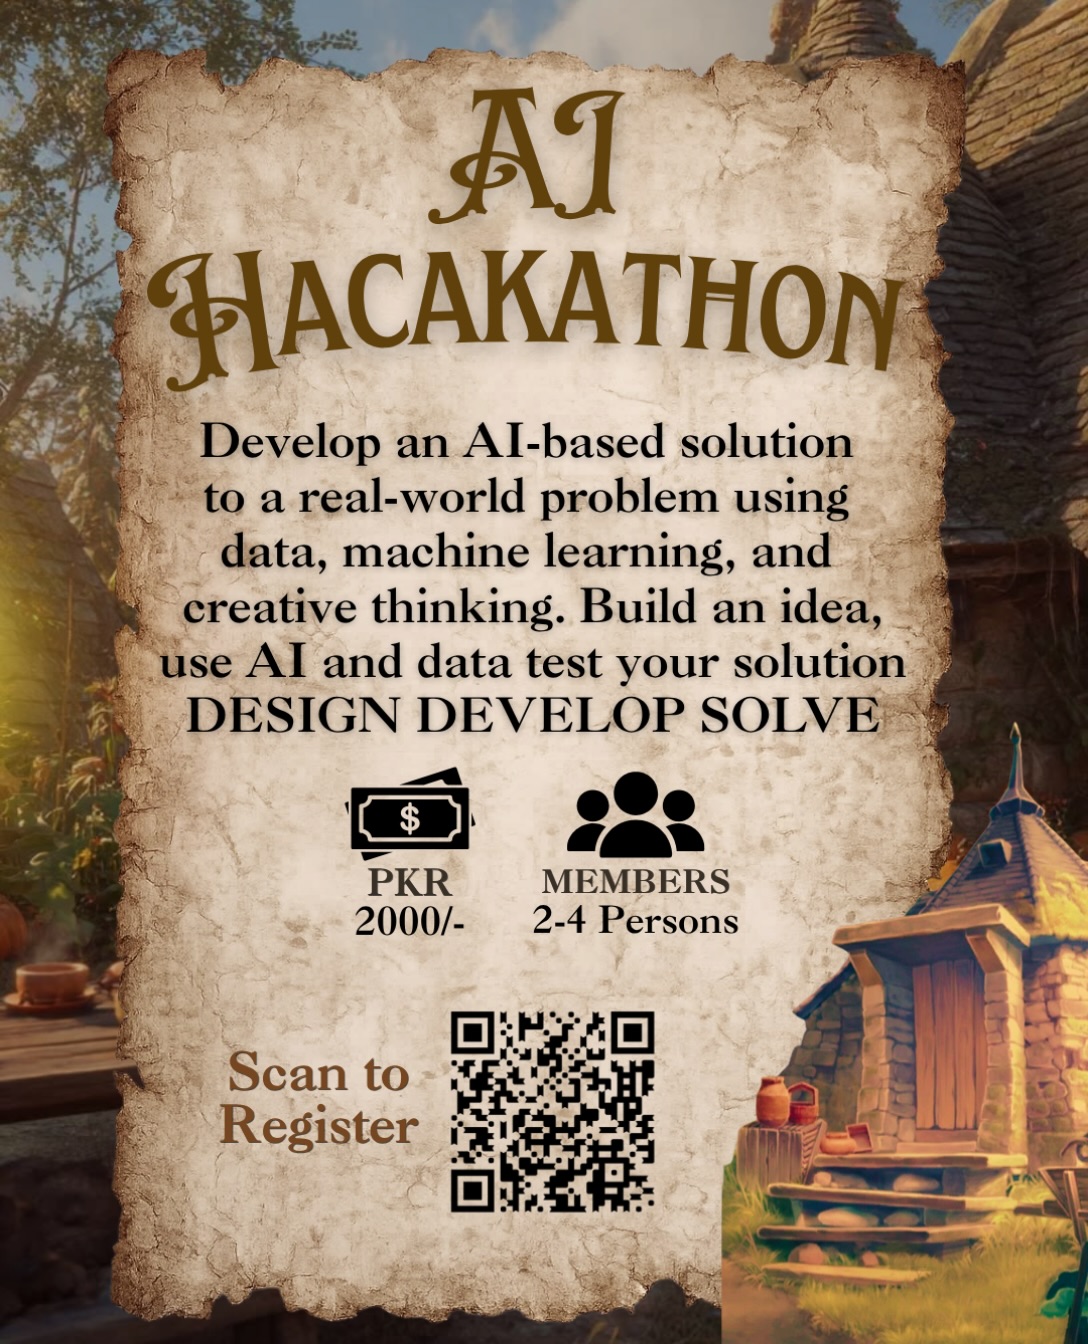 AI
HACAKATHON
Develop an AI-based solution
to a real-world problem using
data, machine learning, and
creative thinking. Build an idea,
use AI and data test your solution
DESIGN DEVELOP SOLVE
$
PKR
2000/-
MEMBERS
2-4 Persons
Scan to
Register